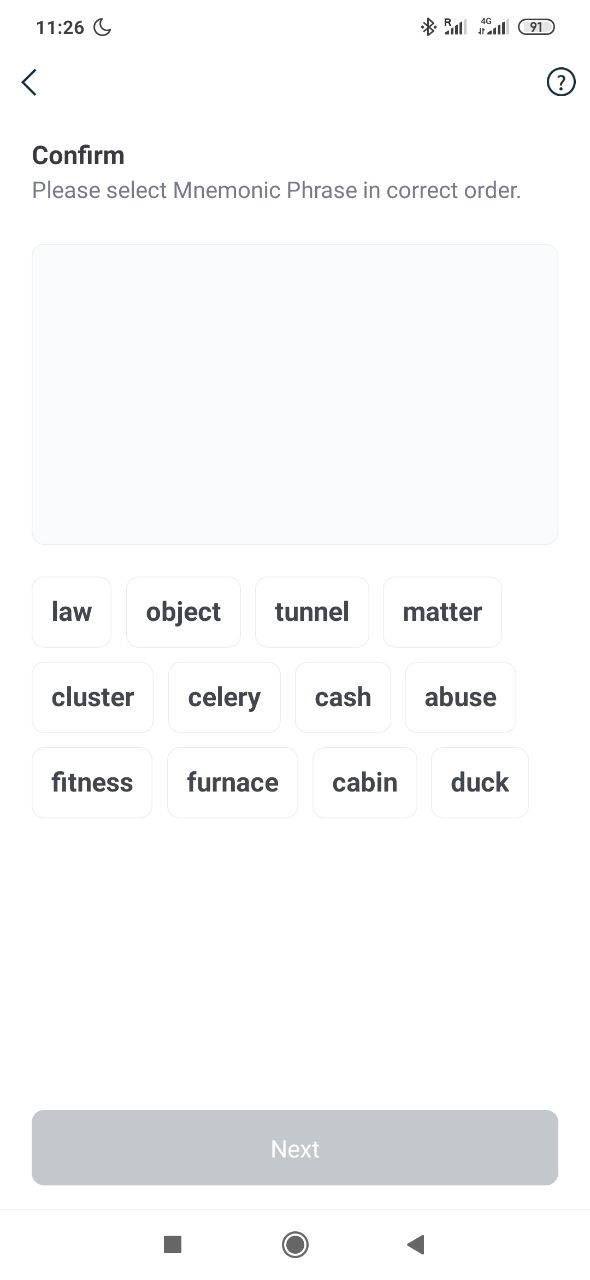 11:26 R 4G 91
?
Confirm
Please select Mnemonic Phrase in correct order.
law object tunnel matter
cluster celery cash abuse
fitness furnace cabin duck
Next